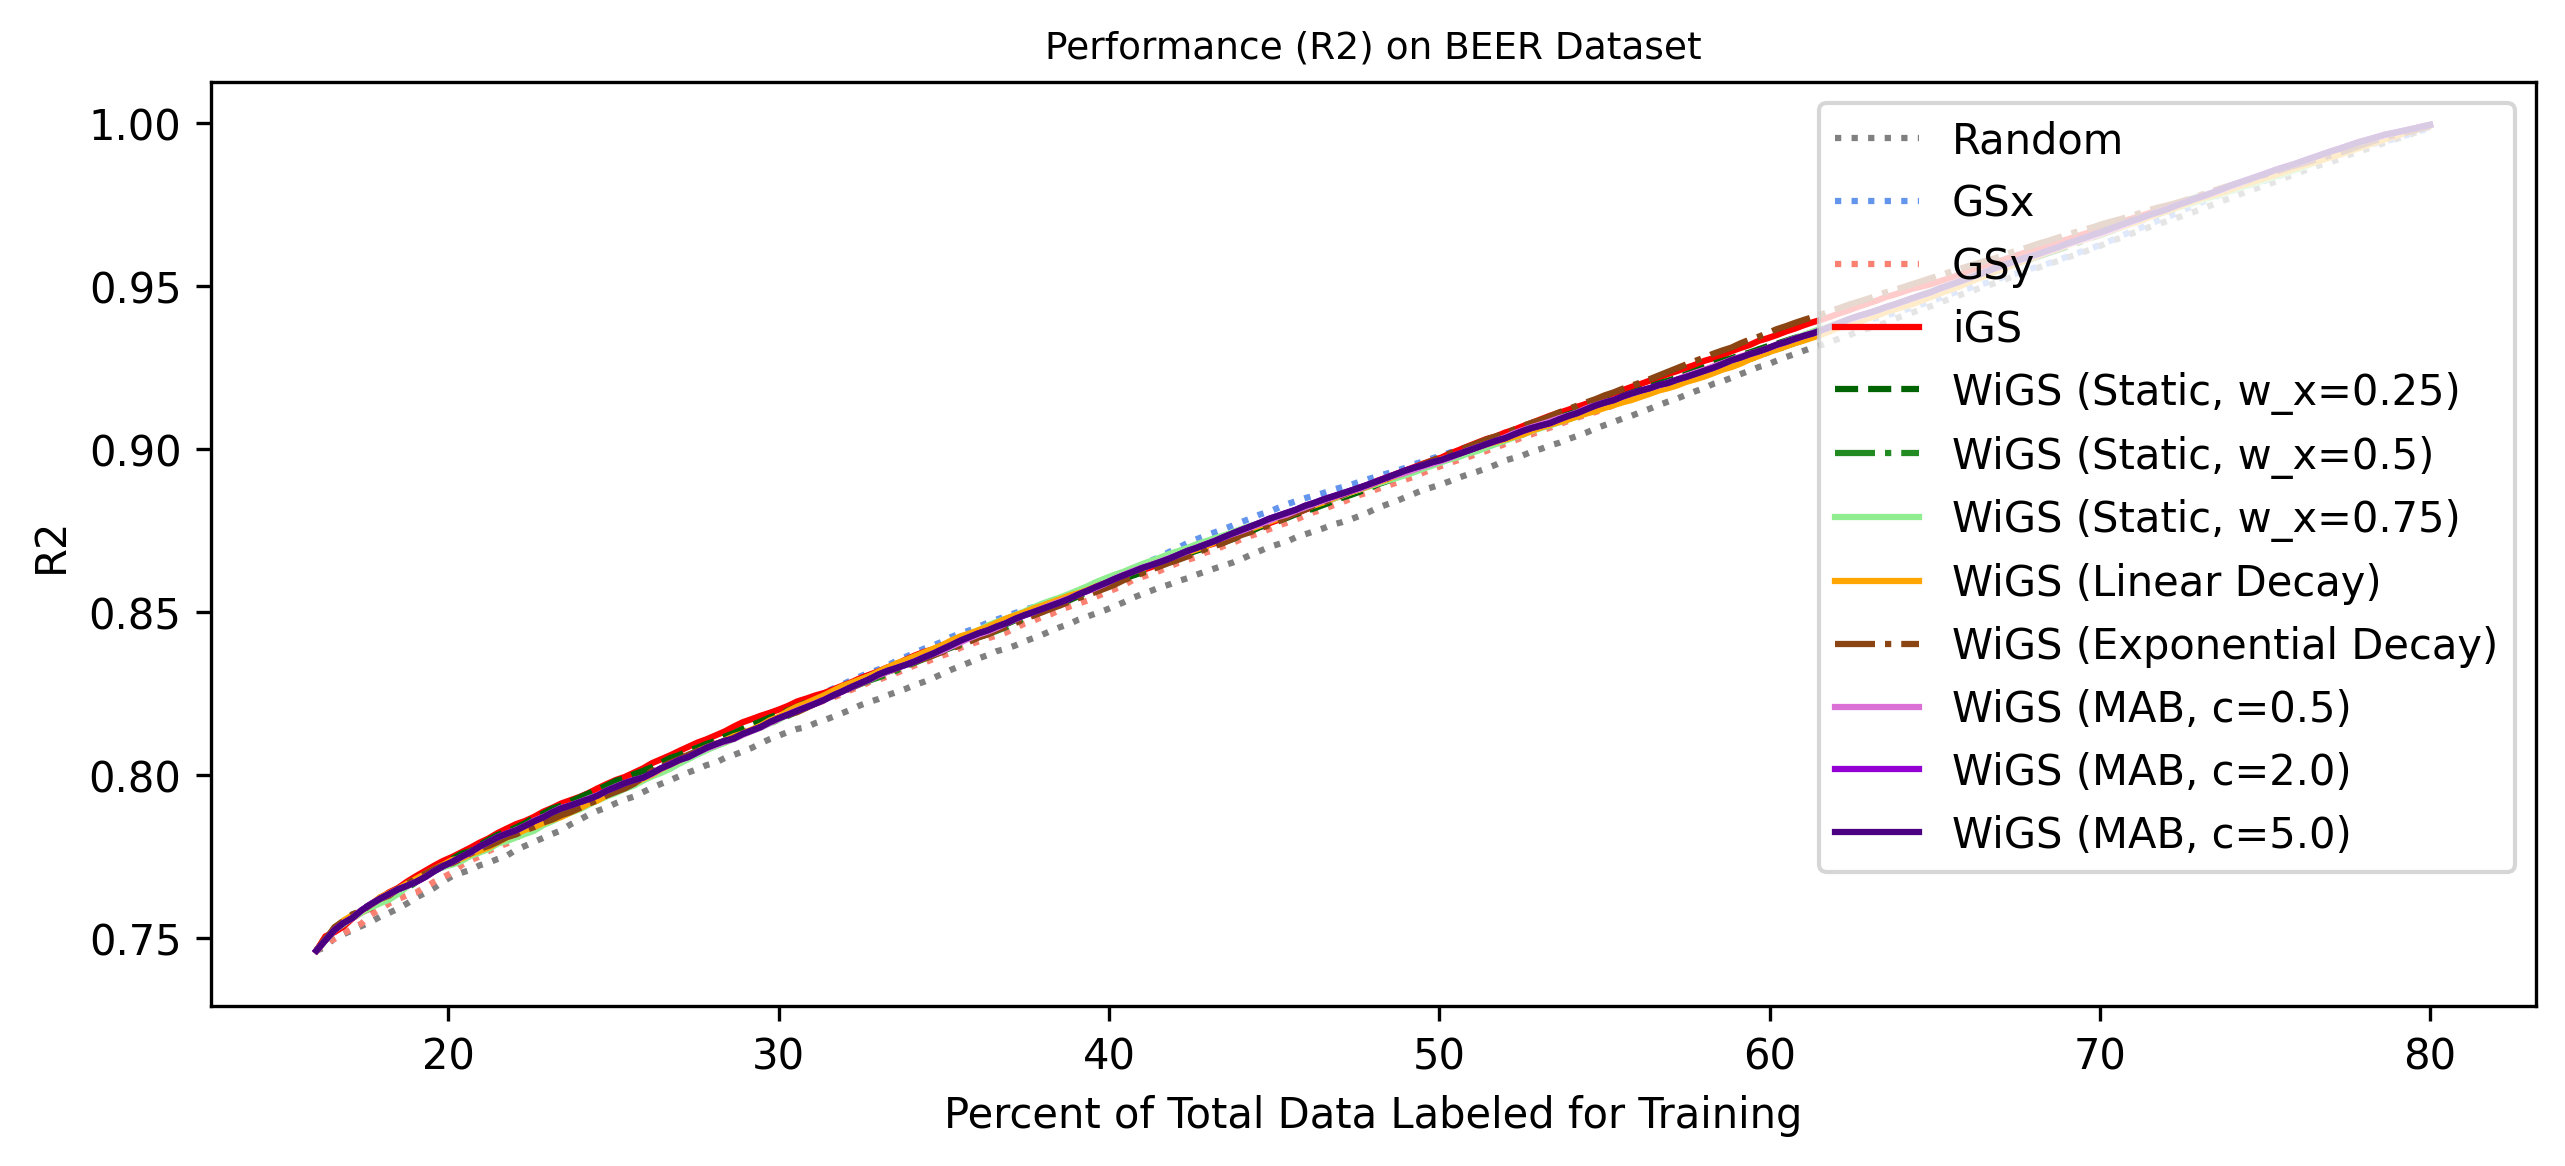 Performance (R2) on BEER Dataset
1.00
0.95
0.90
0.85
0.80
0.75
R2
Random
GSx
GSy
iGS
WiGS (Static, w_x=0.25)
WiGS (Static, w_x=0.5)
WiGS (Static, w_x=0.75)
WiGS (Linear Decay)
WiGS (Exponential Decay)
WiGS (MAB, c=0.5)
WiGS (MAB, c=2.0)
WiGS (MAB, c=5.0)
20 30 40 50 60 70 80
Percent of Total Data Labeled for Training